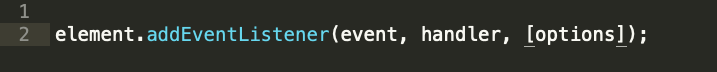 1
2 element.addEventListener(event, handler, [options]);